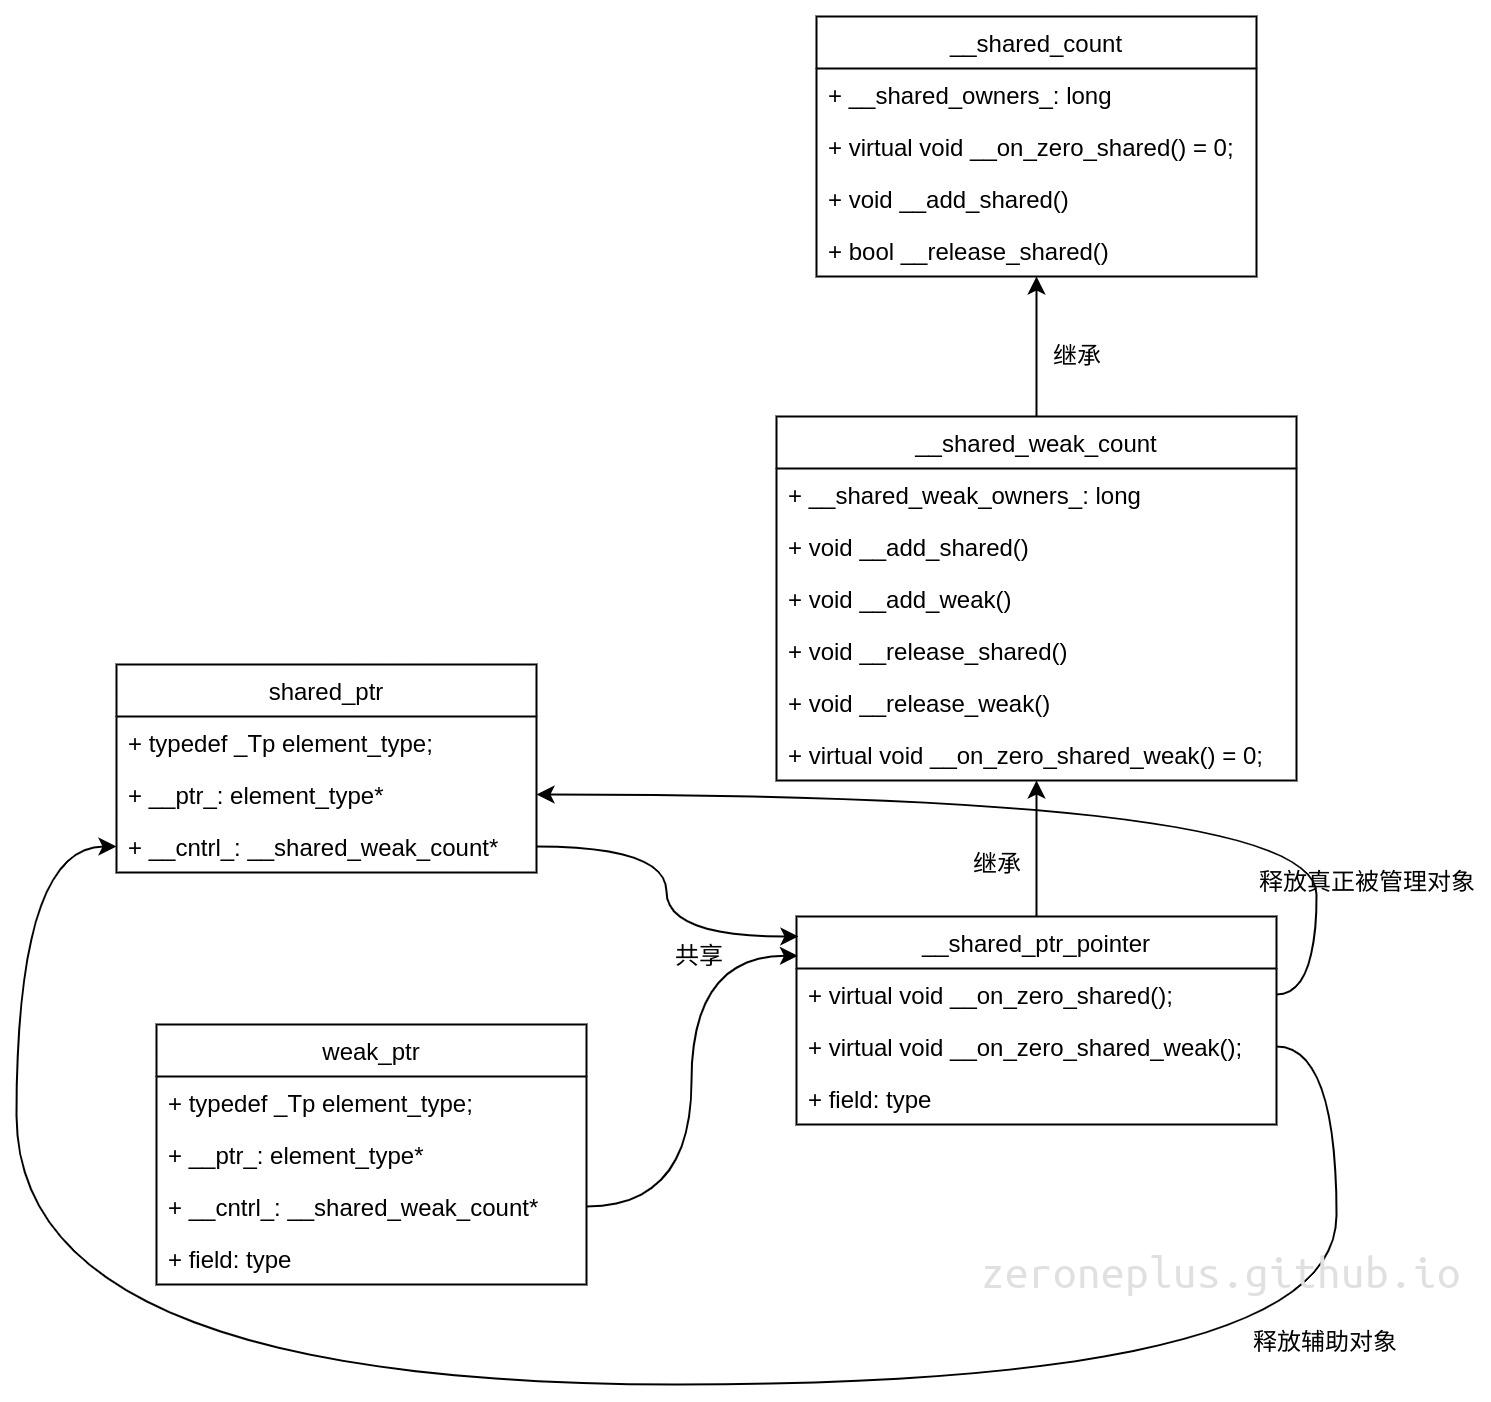 __shared_count
+ __shared_owners_: long
+ virtual void __on_zero_shared() = 0;
+ void __add_shared()
+ bool __release_shared()
继承
__shared_weak_count
+ __shared_weak_owners_: long
+ void __add_shared()
+ void __add_weak()
+ void __release_shared()
+ void __release_weak()
+ virtual void __on_zero_shared_weak() = 0;
shared_ptr
+ typedef _Tp element_type;
+ __ptr_: element_type*
+ __cntrl_: __shared_weak_count*
继承
释放真正被管理对象
共享
__shared_ptr_pointer
+ virtual void __on_zero_shared();
+ virtual void __on_zero_shared_weak();
+ field: type
weak_ptr
+ typedef _Tp element_type;
+ __ptr_: element_type*
+ __cntrl_: __shared_weak_count*
+ field: type
zeroneplus.github.io
释放辅助对象